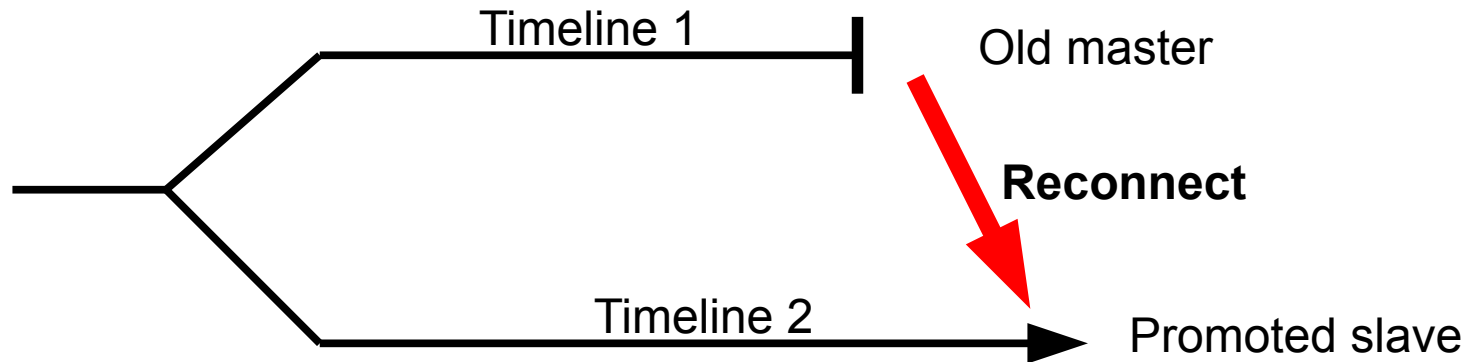 Timeline 1
Old master
Reconnect
Timeline 2
Promoted slave